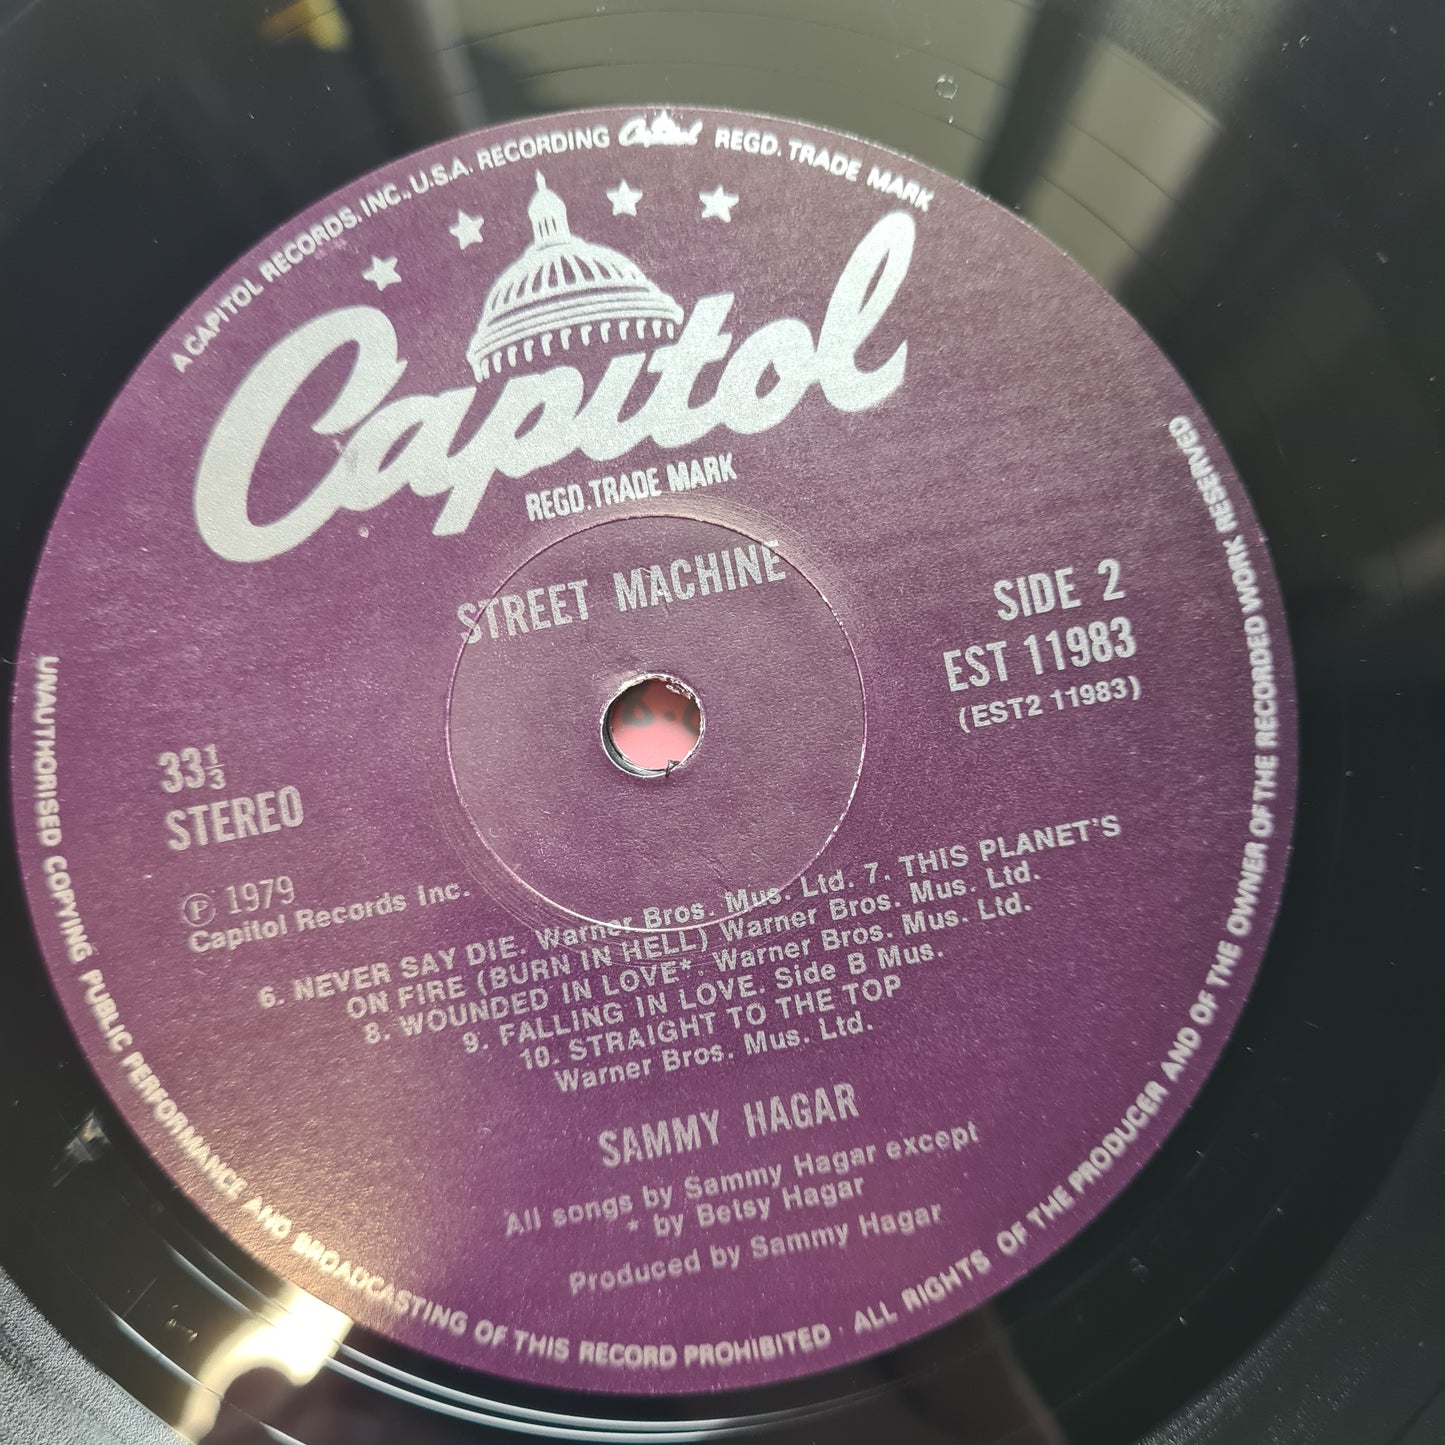 A CAPITOL RECORDS, INC., U.S.A. RECORDING Capitol REGD. TRADE MARK
Capitol
REGD. TRADE MARK
STREET MACHINE
SIDE 2
EST 11983
(EST2 11983)
33 1/3
STEREO
Ⓟ 1979
Capitol Records Inc.
6. NEVER SAY DIE. Warner Bros. Mus. Ltd. 7. THIS PLANET'S
ON FIRE (BURN IN HELL) Warner Bros. Mus. Ltd.
8. WOUNDED IN LOVE* Warner Bros. Mus. Ltd.
9. FALLING IN LOVE. Side B Mus.
10. STRAIGHT TO THE TOP
Warner Bros. Mus. Ltd.
SAMMY HAGAR
All songs by Sammy Hagar except
* by Betsy Hagar
Produced by Sammy Hagar
UNAUTHORISED COPYING PUBLIC PERFORMANCE AND BROADCASTING OF THIS RECORD PROHIBITED · ALL RIGHTS OF THE PRODUCER AND OF THE OWNER OF THE RECORDED WORK RESERVED